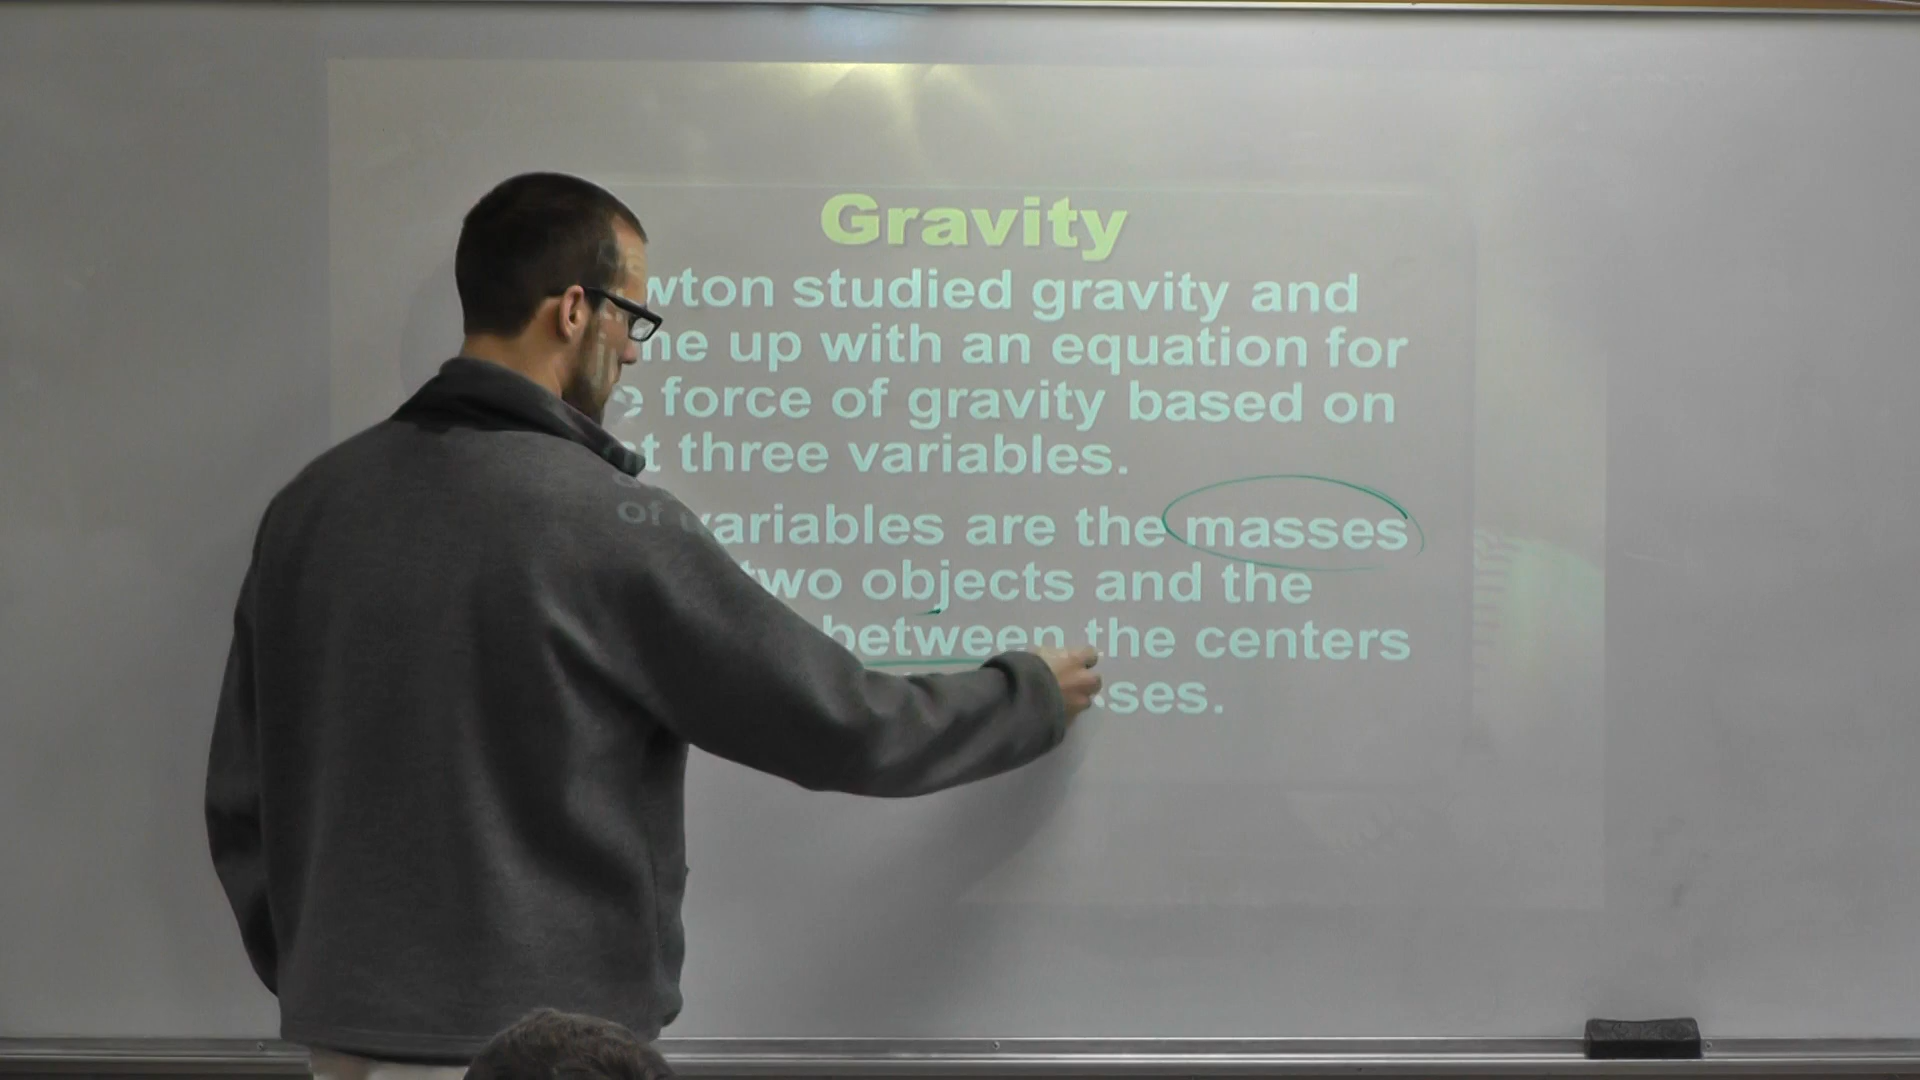 Gravity
wton studied gravity and
me up with an equation for
e force of gravity based on
t three variables.
variables are the masses
two objects and the
between the centers
sses.